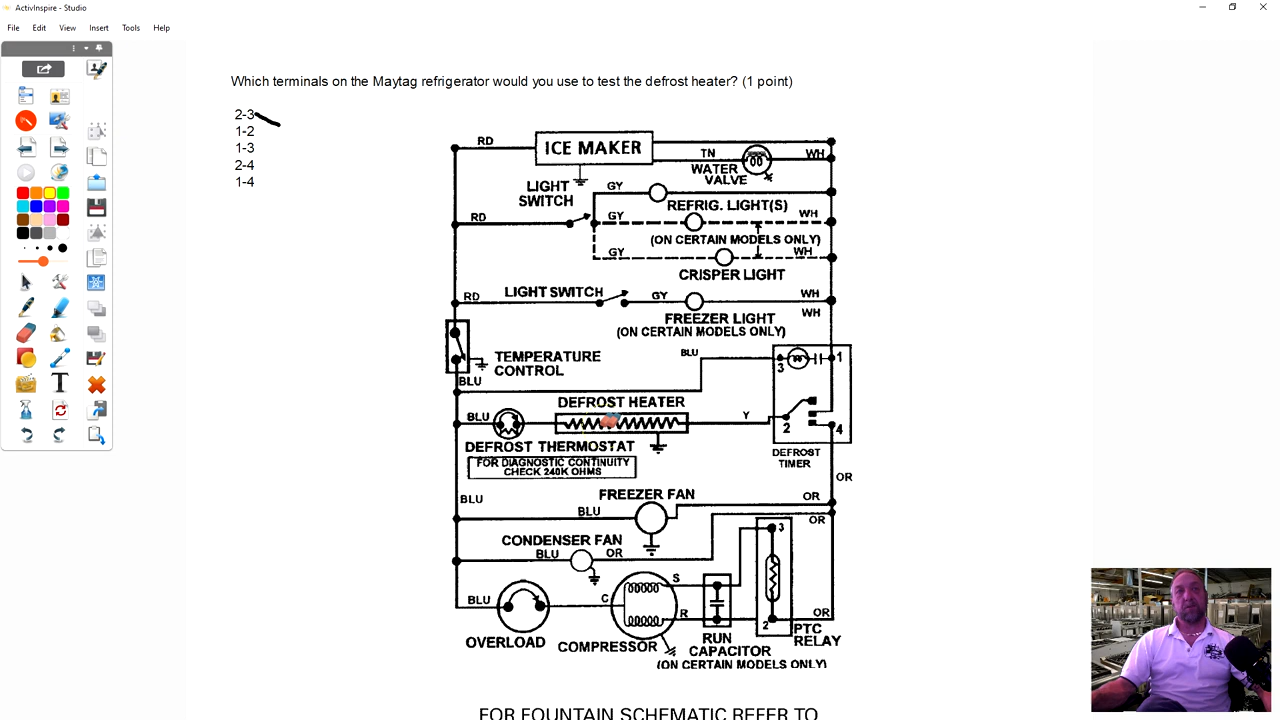 ActivInspire - Studio
File Edit View Insert Tools Help
Which terminals on the Maytag refrigerator would you use to test the defrost heater? (1 point)
2-3
1-2
1-3
2-4
1-4
RD ICE MAKER TN WH
WATER
VALVE
LIGHT
SWITCH
GY
REFRIG. LIGHT(S)
RD GY WH
(ON CERTAIN MODELS ONLY)
GY WH
CRISPER LIGHT
RD LIGHT SWITCH GY WH
FREEZER LIGHT WH
(ON CERTAIN MODELS ONLY)
TEMPERATURE
CONTROL
BLU 3 1
BLU
DEFROST HEATER
BLU Y 2 4
DEFROST THERMOSTAT
FOR DIAGNOSTIC CONTINUITY
CHECK 240K OHMS
DEFROST
TIMER
OR
FREEZER FAN
BLU BLU OR
OR
CONDENSER FAN
BLU OR 3
BLU C S
R 2 OR
OVERLOAD COMPRESSOR
RUN
CAPACITOR
(ON CERTAIN MODELS ONLY)
PTC
RELAY
FOR FOUNTAIN SCHEMATIC REFER TO